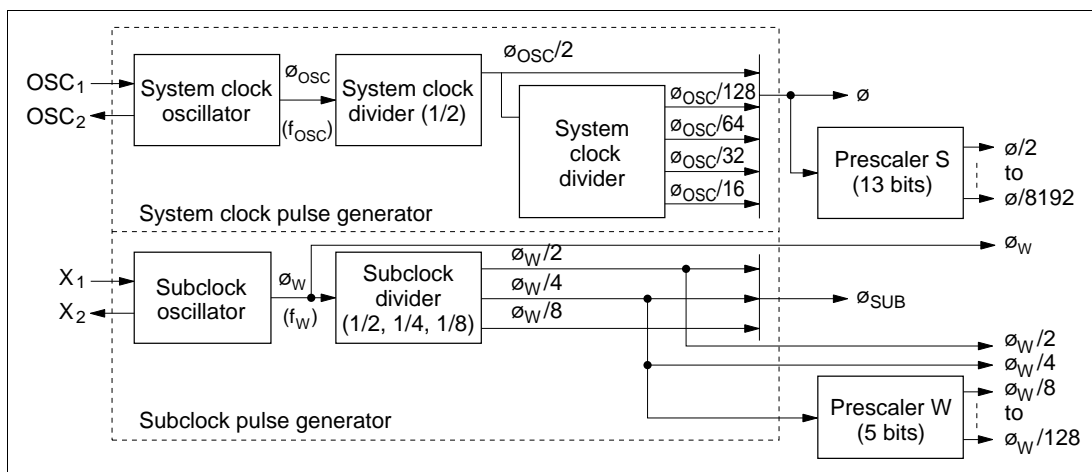 OSC1
OSC2
System clock
oscillator
øOSC
(fOSC)
System clock
divider (1/2)
øOSC/2
System
clock
divider
øOSC/128
øOSC/64
øOSC/32
øOSC/16
ø
Prescaler S
(13 bits)
ø/2
to
ø/8192
System clock pulse generator
X1
X2
Subclock
oscillator
øW
(fW)
Subclock
divider
(1/2, 1/4, 1/8)
øW/2
øW/4
øW/8
øW
øSUB
øW/2
øW/4
Prescaler W
(5 bits)
øW/8
to
øW/128
Subclock pulse generator